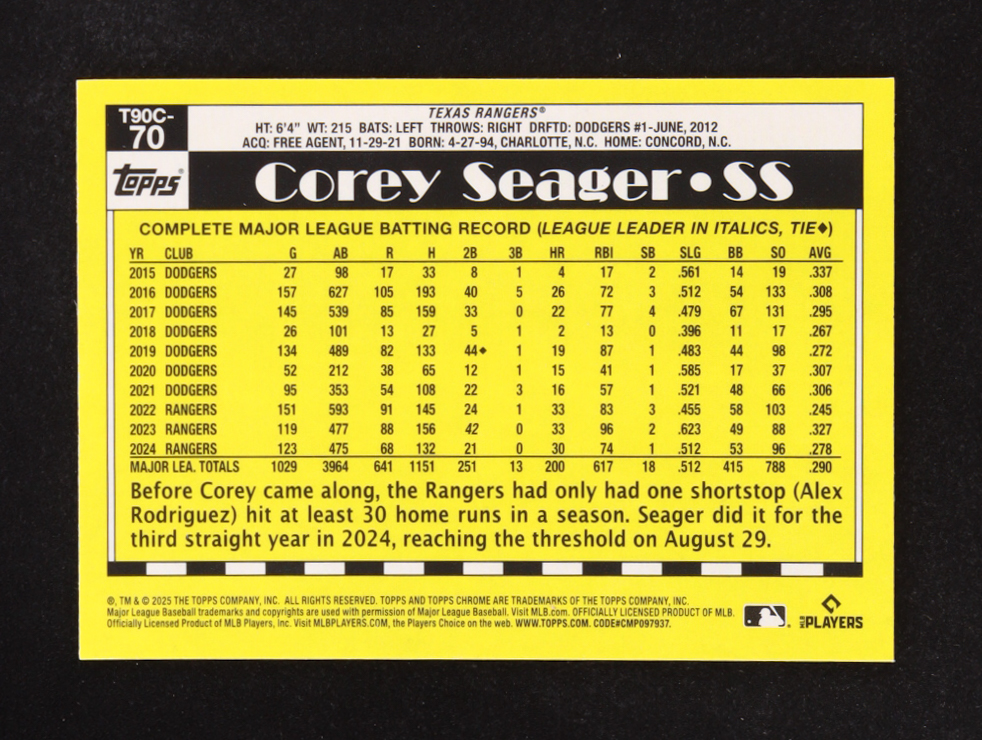 T90C-
70
TEXAS RANGERS®
HT: 6'4" WT: 215 BATS: LEFT THROWS: RIGHT DRFTD: DODGERS #1-JUNE, 2012
ACQ: FREE AGENT, 11-29-21 BORN: 4-27-94, CHARLOTTE, N.C. HOME: CONCORD, N.C.
topps®
Corey Seager • SS
COMPLETE MAJOR LEAGUE BATTING RECORD (LEAGUE LEADER IN ITALICS, TIE♦)
YR CLUB G AB R H 2B 3B HR RBI SB SLG BB SO AVG
2015 DODGERS 27 98 17 33 8 1 4 17 2 .561 14 19 .337
2016 DODGERS 157 627 105 193 40 5 26 72 3 .512 54 133 .308
2017 DODGERS 145 539 85 159 33 0 22 77 4 .479 67 131 .295
2018 DODGERS 26 101 13 27 5 1 2 13 0 .396 11 17 .267
2019 DODGERS 134 489 82 133 44♦ 1 19 87 1 .483 44 98 .272
2020 DODGERS 52 212 38 65 12 1 15 41 1 .585 17 37 .307
2021 DODGERS 95 353 54 108 22 3 16 57 1 .521 48 66 .306
2022 RANGERS 151 593 91 145 24 1 33 83 3 .455 58 103 .245
2023 RANGERS 119 477 88 156 42 0 33 96 2 .623 49 88 .327
2024 RANGERS 123 475 68 132 21 0 30 74 1 .512 53 96 .278
MAJOR LEA. TOTALS 1029 3964 641 1151 251 13 200 617 18 .512 415 788 .290
Before Corey came along, the Rangers had only had one shortstop (Alex
Rodriguez) hit at least 30 home runs in a season. Seager did it for the
third straight year in 2024, reaching the threshold on August 29.
®, TM & © 2025 THE TOPPS COMPANY, INC. ALL RIGHTS RESERVED. TOPPS AND TOPPS CHROME ARE TRADEMARKS OF THE TOPPS COMPANY, INC.
Major League Baseball trademarks and copyrights are used with permission of Major League Baseball. Visit MLB.com. OFFICIALLY LICENSED PRODUCT OF MLB.
Officially Licensed Product of MLB Players, Inc. Visit MLBPLAYERS.COM, the Players Choice on the web. WWW.TOPPS.COM. CODE#CMP097937.
MLB PLAYERS